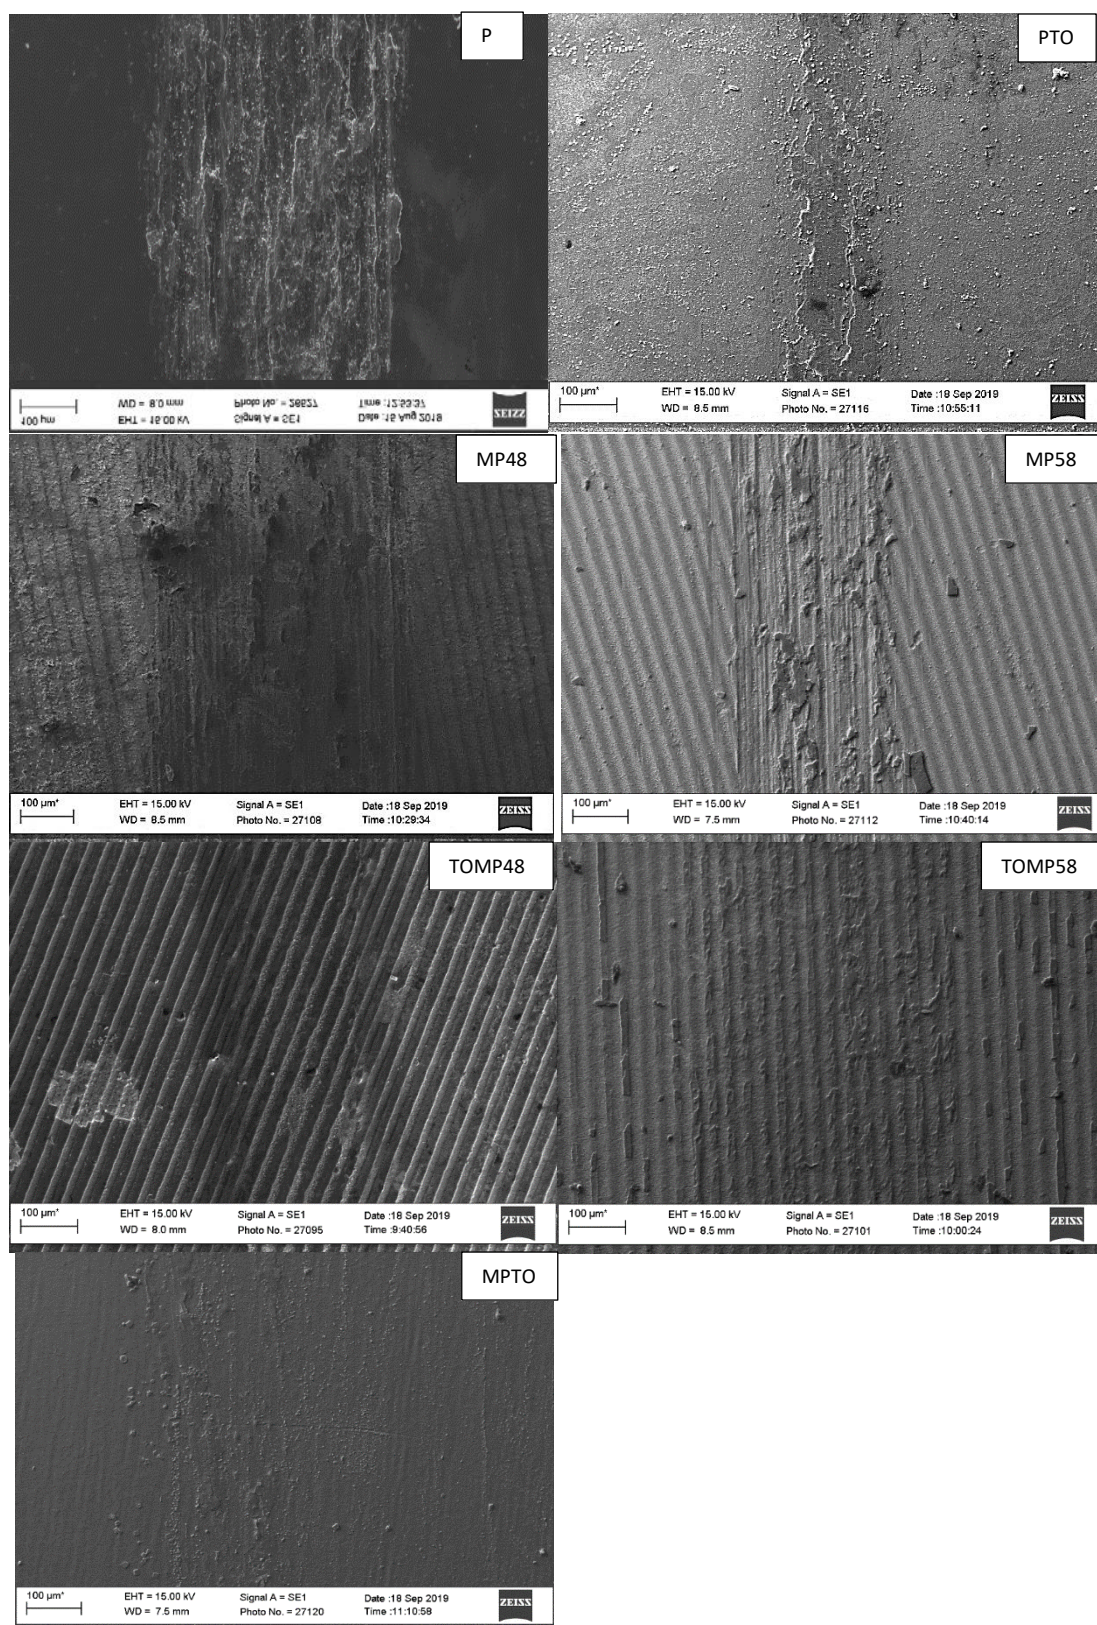 P
PTO
100 µm
WD = 8.0 mm
EHT = 15.00 kV
Photo No. = 26627
Signal A = SE1
Time :12:53:37
Date :15 Aug 2019
ZEISS
100 µm*
EHT = 15.00 kV
WD = 8.5 mm
Signal A = SE1
Photo No. = 27116
Date :18 Sep 2019
Time :10:55:11
ZEISS
MP48
MP58
100 µm*
EHT = 15.00 kV
WD = 8.5 mm
Signal A = SE1
Photo No. = 27108
Date :18 Sep 2019
Time :10:29:34
ZEISS
100 µm*
EHT = 15.00 kV
WD = 7.5 mm
Signal A = SE1
Photo No. = 27112
Date :18 Sep 2019
Time :10:40:14
ZEISS
TOMP48
TOMP58
100 µm*
EHT = 15.00 kV
WD = 8.0 mm
Signal A = SE1
Photo No. = 27095
Date :18 Sep 2019
Time :9:40:56
ZEISS
100 µm*
EHT = 15.00 kV
WD = 8.5 mm
Signal A = SE1
Photo No. = 27101
Date :18 Sep 2019
Time :10:00:24
ZEISS
MPTO
100 µm*
EHT = 15.00 kV
WD = 7.5 mm
Signal A = SE1
Photo No. = 27120
Date :18 Sep 2019
Time :11:10:58
ZEISS